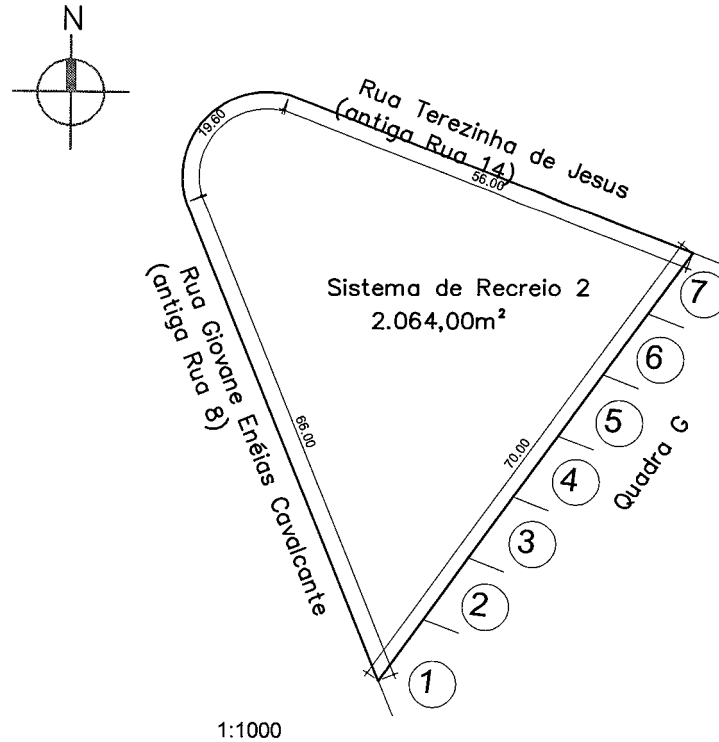 N
Rua Terezinha de Jesus
(antiga Rua 14)
19.60
56.00
Sistema de Recreio 2
2.064,00m²
Rua Giovane Enéias Cavalcante
(antiga Rua 8)
66.00
70.00
7
6
5
4
3
2
1
Quadra G
1:1000